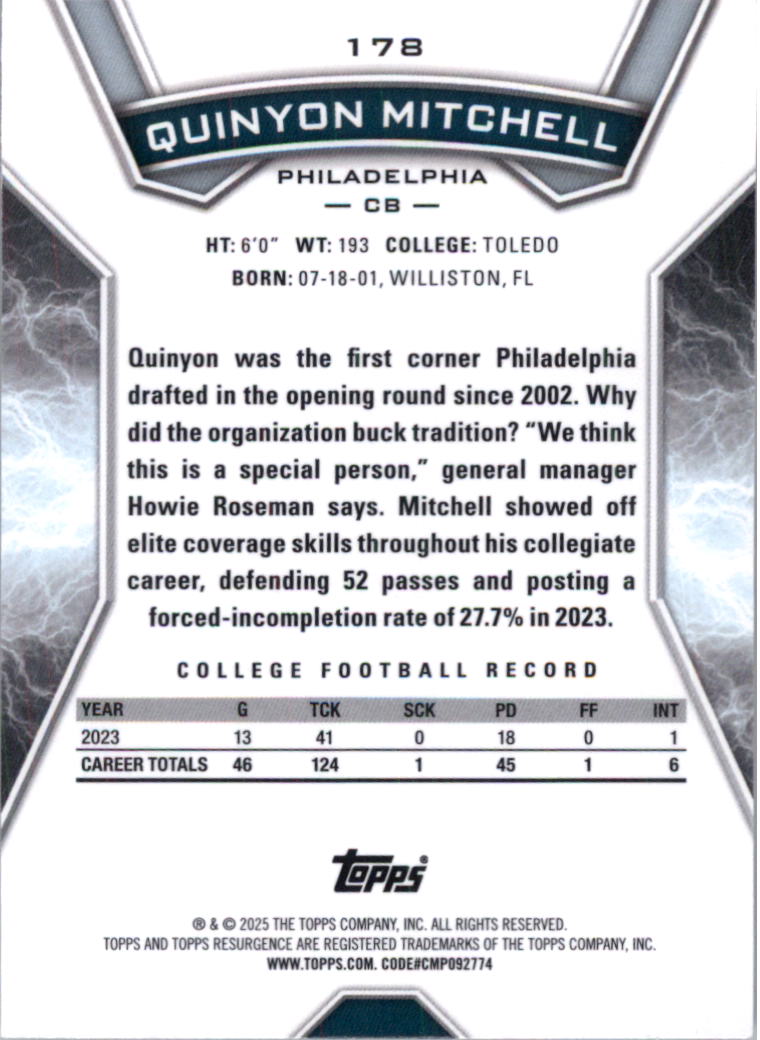 178
QUINYON MITCHELL
PHILADELPHIA
— CB —
HT: 6'0" WT: 193 COLLEGE: TOLEDO
BORN: 07-18-01, WILLISTON, FL
Quinyon was the first corner Philadelphia
drafted in the opening round since 2002. Why
did the organization buck tradition? “We think
this is a special person,” general manager
Howie Roseman says. Mitchell showed off
elite coverage skills throughout his collegiate
career, defending 52 passes and posting a
forced-incompletion rate of 27.7% in 2023.
COLLEGE FOOTBALL RECORD
YEAR G TCK SCK PD FF INT
2023 13 41 0 18 0 1
CAREER TOTALS 46 124 1 45 1 6
Topps®
® & © 2025 THE TOPPS COMPANY, INC. ALL RIGHTS RESERVED.
TOPPS AND TOPPS RESURGENCE ARE REGISTERED TRADEMARKS OF THE TOPPS COMPANY, INC.
WWW.TOPPS.COM. CODE#CMP092774